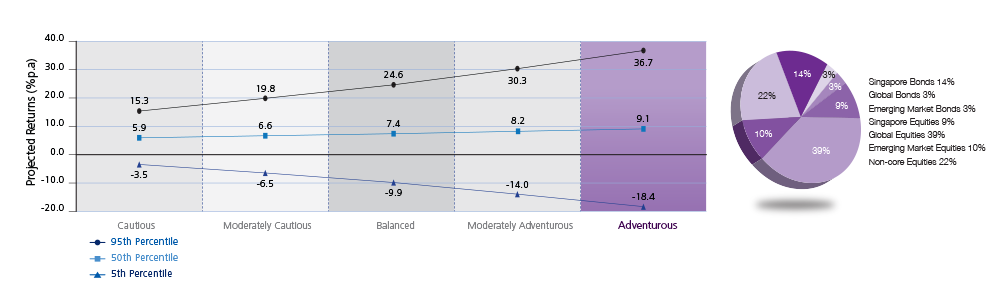 Projected Returns (%p.a)
40.0
30.0
20.0
10.0
0.0
-10.0
-20.0
15.3
19.8
24.6
30.3
36.7
5.9
6.6
7.4
8.2
9.1
-3.5
-6.5
-9.9
-14.0
-18.4
Cautious
Moderately Cautious
Balanced
Moderately Adventurous
Adventurous
95th Percentile
50th Percentile
5th Percentile
14%
3%
3%
9%
39%
10%
22%
Singapore Bonds 14%
Global Bonds 3%
Emerging Market Bonds 3%
Singapore Equities 9%
Global Equities 39%
Emerging Market Equities 10%
Non-core Equities 22%